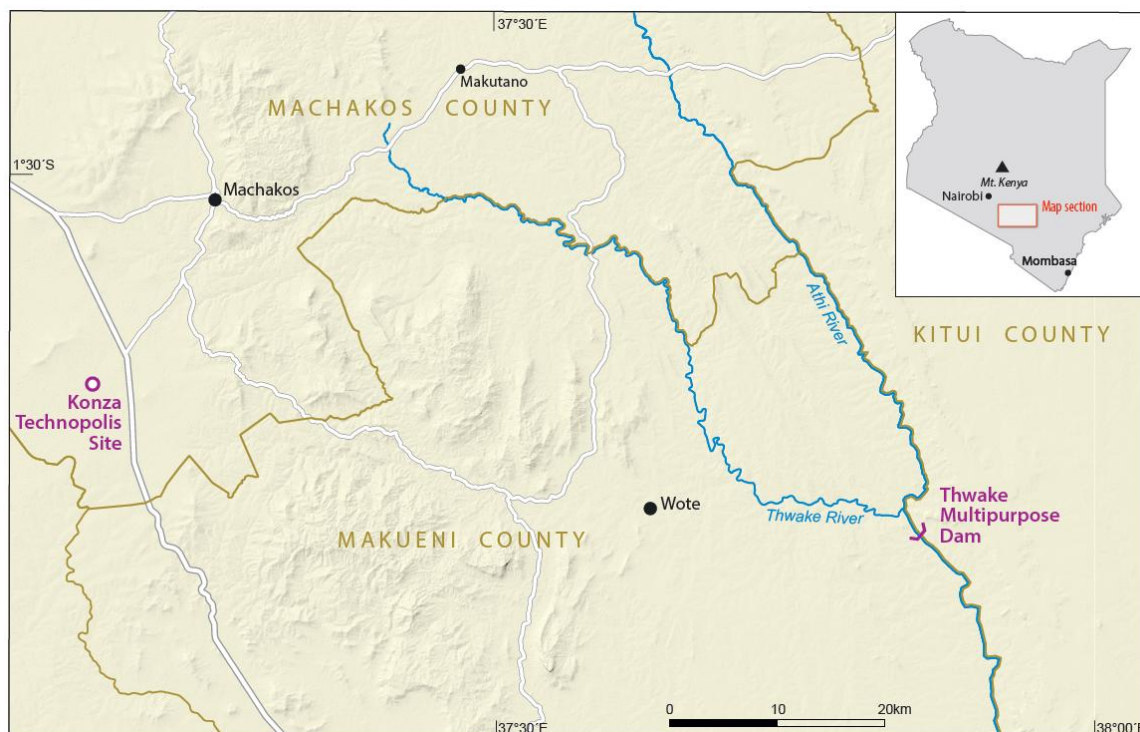 37°30´E
Makutano
MACHAKOS COUNTY
1°30´S
Machakos
Mt. Kenya
Nairobi
Map section
Mombasa
Athi River
KITUI COUNTY
Konza
Technopolis
Site
Wote
Thwake
Multipurpose
Dam
Thwake River
MAKUENI COUNTY
0 10 20km
37°30´E
38°00´E